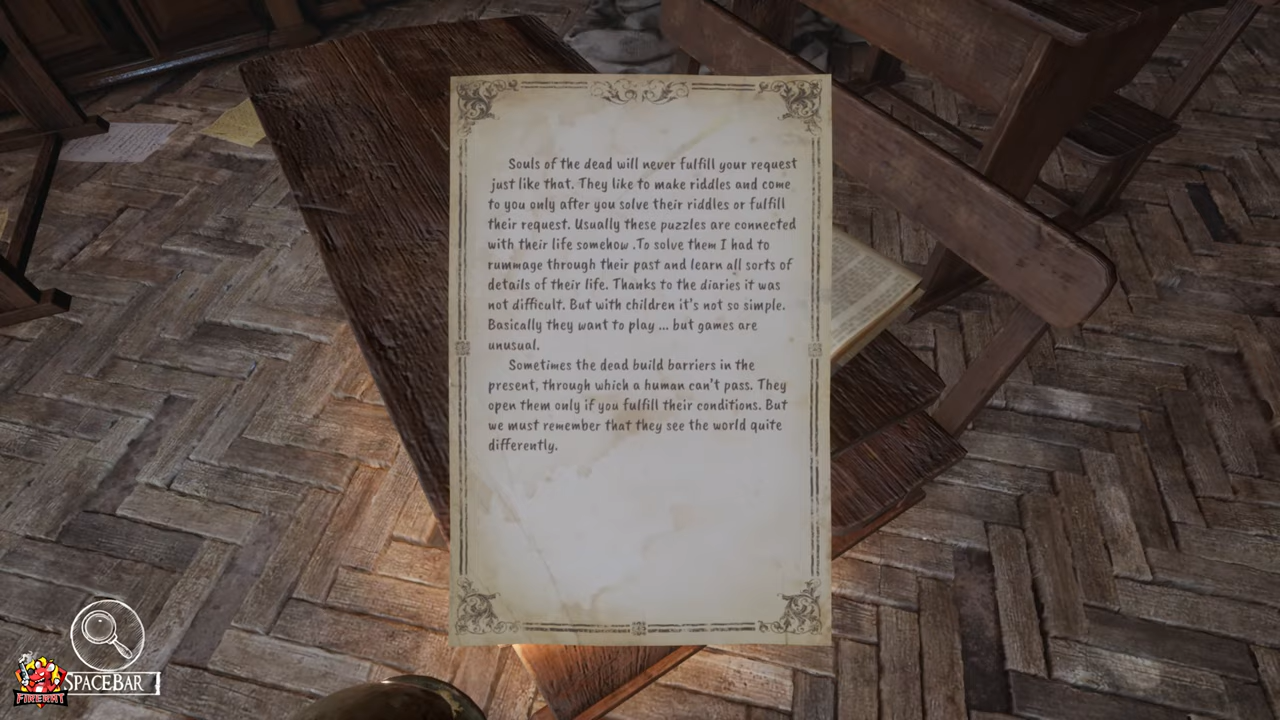 Souls of the dead will never fulfill your request
just like that. They like to make riddles and come
to you only after you solve their riddles or fulfill
their request. Usually these puzzles are connected
with their life somehow .To solve them I had to
rummage through their past and learn all sorts of
details of their life. Thanks to the diaries it was
not difficult. But with children it's not so simple.
Basically they want to play ... but games are
unusual.
Sometimes the dead build barriers in the
present, through which a human can't pass. They
open them only if you fulfill their conditions. But
we must remember that they see the world quite
differently.
SPACEBAR
FIRERAT